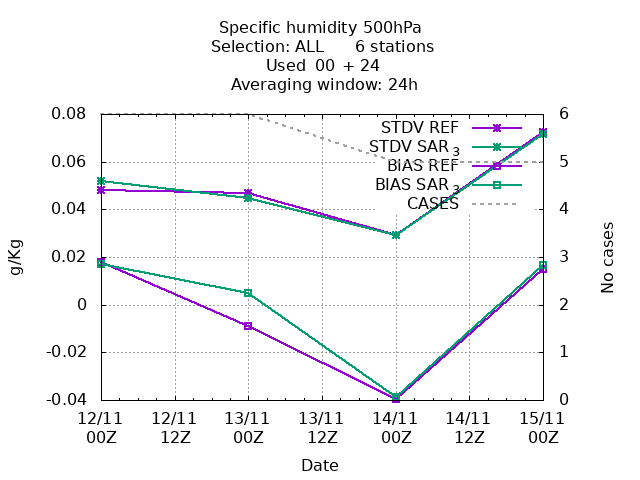 Specific humidity 500hPa
Selection: ALL 6 stations
Used 00 + 24
Averaging window: 24h
0.08
0.06
0.04
0.02
0
-0.02
-0.04
g/Kg
6
5
4
3
2
1
0
No cases
STDV REF
STDV SAR 3
BIAS REF
BIAS SAR 3
CASES
12/11 12/11 13/11 13/11 14/11 14/11 15/11
00Z 12Z 00Z 12Z 00Z 12Z 00Z
Date